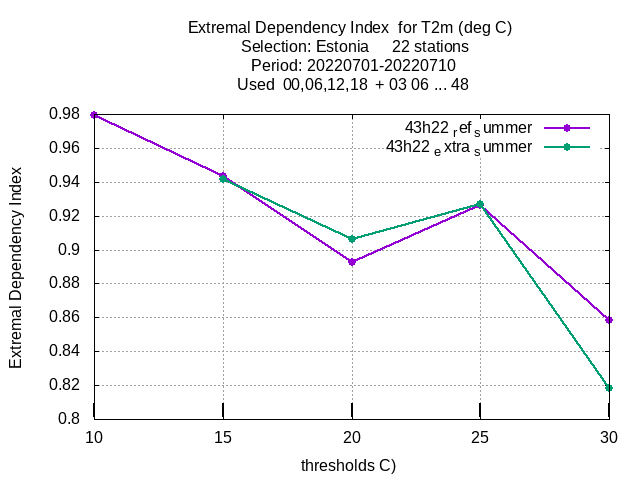 Extremal Dependency Index  for T2m (deg C)
Selection: Estonia     22 stations
Period: 20220701-20220710
Used  00,06,12,18  + 03 06 ... 48
43h22 ref summer
43h22 extra summer
0.98
0.96
0.94
0.92
0.9
0.88
0.86
0.84
0.82
0.8
Extremal Dependency Index
10 15 20 25 30
thresholds C)